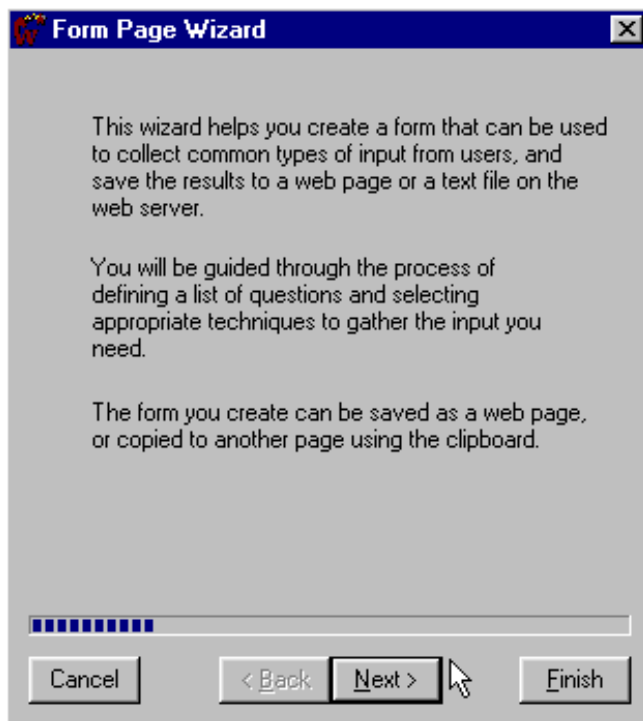 Form Page Wizard
This wizard helps you create a form that can be used
to collect common types of input from users, and
save the results to a web page or a text file on the
web server.
You will be guided through the process of
defining a list of questions and selecting
appropriate techniques to gather the input you
need.
The form you create can be saved as a web page,
or copied to another page using the clipboard.
Cancel < Back Next > Finish